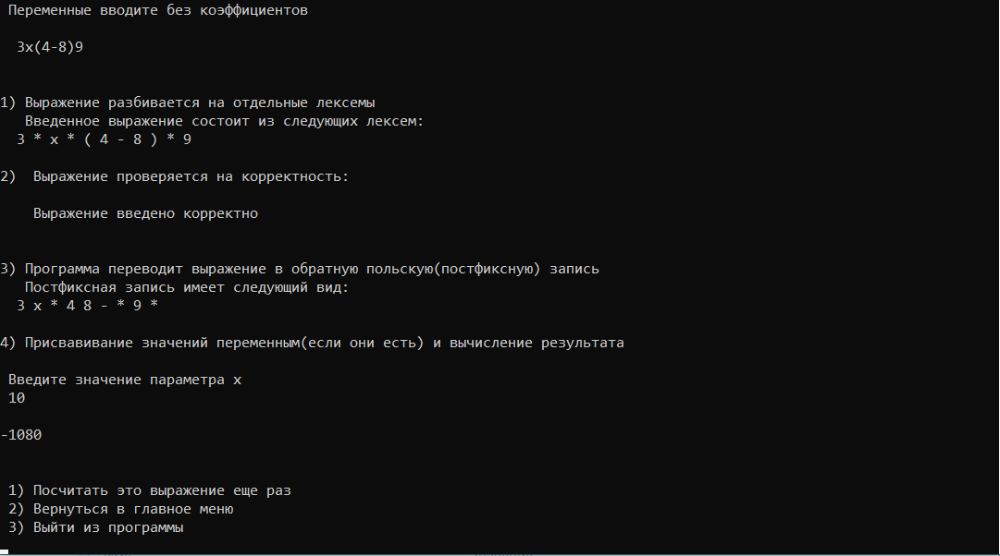 Переменные вводите без коэффициентов
3x(4-8)9
1) Выражение разбивается на отдельные лексемы
Введенное выражение состоит из следующих лексем:
3 * x * ( 4 - 8 ) * 9
2) Выражение проверяется на корректность:
Выражение введено корректно
3) Программа переводит выражение в обратную польскую(постфиксную) запись
Постфиксная запись имеет следующий вид:
3 x * 4 8 - * 9 *
4) Присвавивание значений переменным(если они есть) и вычисление результата
Введите значение параметра x
10
-1080
1) Посчитать это выражение еще раз
2) Вернуться в главное меню
3) Выйти из программы